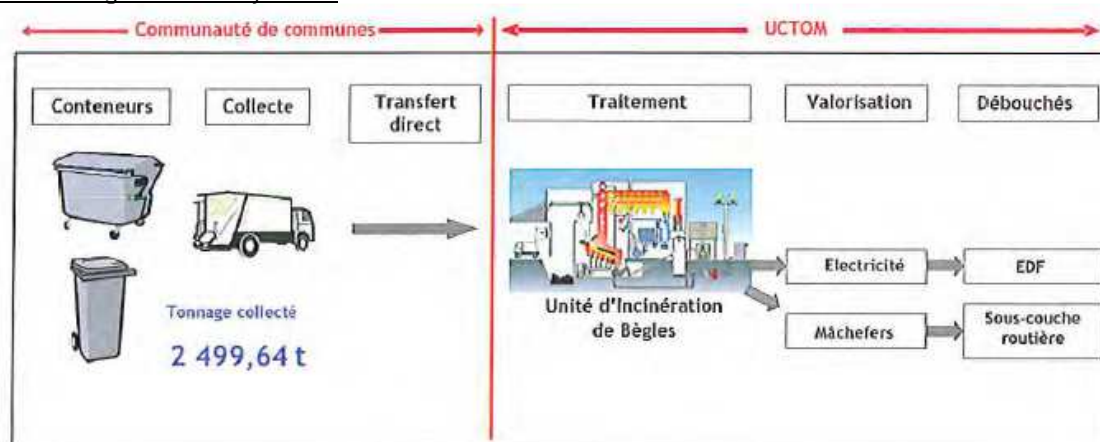 Communauté de communes
UCTOM
Conteneurs
Collecte
Transfert
direct
Traitement
Valorisation
Débouchés
Tonnage collecté
2 499,64 t
Unité d'Incinération
de Bègles
Electricité
EDF
Mâchefers
Sous-couche
routière